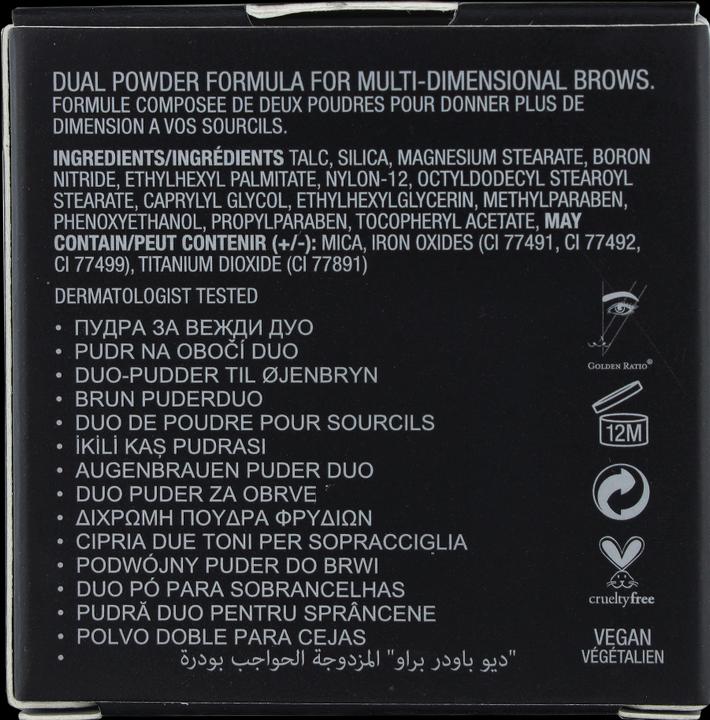 DUAL POWDER FORMULA FOR MULTI-DIMENSIONAL BROWS.
FORMULE COMPOSEE DE DEUX POUDRES POUR DONNER PLUS DE
DIMENSION A VOS SOURCILS.
INGREDIENTS/INGRÉDIENTS TALC, SILICA, MAGNESIUM STEARATE, BORON
NITRIDE, ETHYLHEXYL PALMITATE, NYLON-12, OCTYLDODECYL STEAROYL
STEARATE, CAPRYLYL GLYCOL, ETHYLHEXYLGLYCERIN, METHYLPARABEN,
PHENOXYETHANOL, PROPYLPARABEN, TOCOPHERYL ACETATE, MAY
CONTAIN/PEUT CONTENIR (+/-): MICA, IRON OXIDES (CI 77491, CI 77492,
CI 77499), TITANIUM DIOXIDE (CI 77891)
DERMATOLOGIST TESTED
• ПУДРА ЗА ВЕЖДИ ДУО
• PUDR NA OBOČÍ DUO
• DUO-PUDDER TIL ØJENBRYN
• BRUN PUDERDUO
• DUO DE POUDRE POUR SOURCILS
• İKİLİ KAŞ PUDRASI
• AUGENBRAUEN PUDER DUO
• DUO PUDER ZA OBRVE
• ΔΙΧΡΩΜΗ ΠΟΥΔΡΑ ΦΡΥΔΙΩΝ
• CIPRIA DUE TONI PER SOPRACCIGLIA
• PODWÓJNY PUDER DO BRWI
• DUO PÓ PARA SOBRANCELHAS
• PUDRĂ DUO PENTRU SPRÂNCENE
• POLVO DOBLE PARA CEJAS
• "ديو باودر براو" المزدوجة الحواجب بودرة
GOLDEN RATIO®
12M
crueltyfree
VEGAN
VÉGÉTALIEN